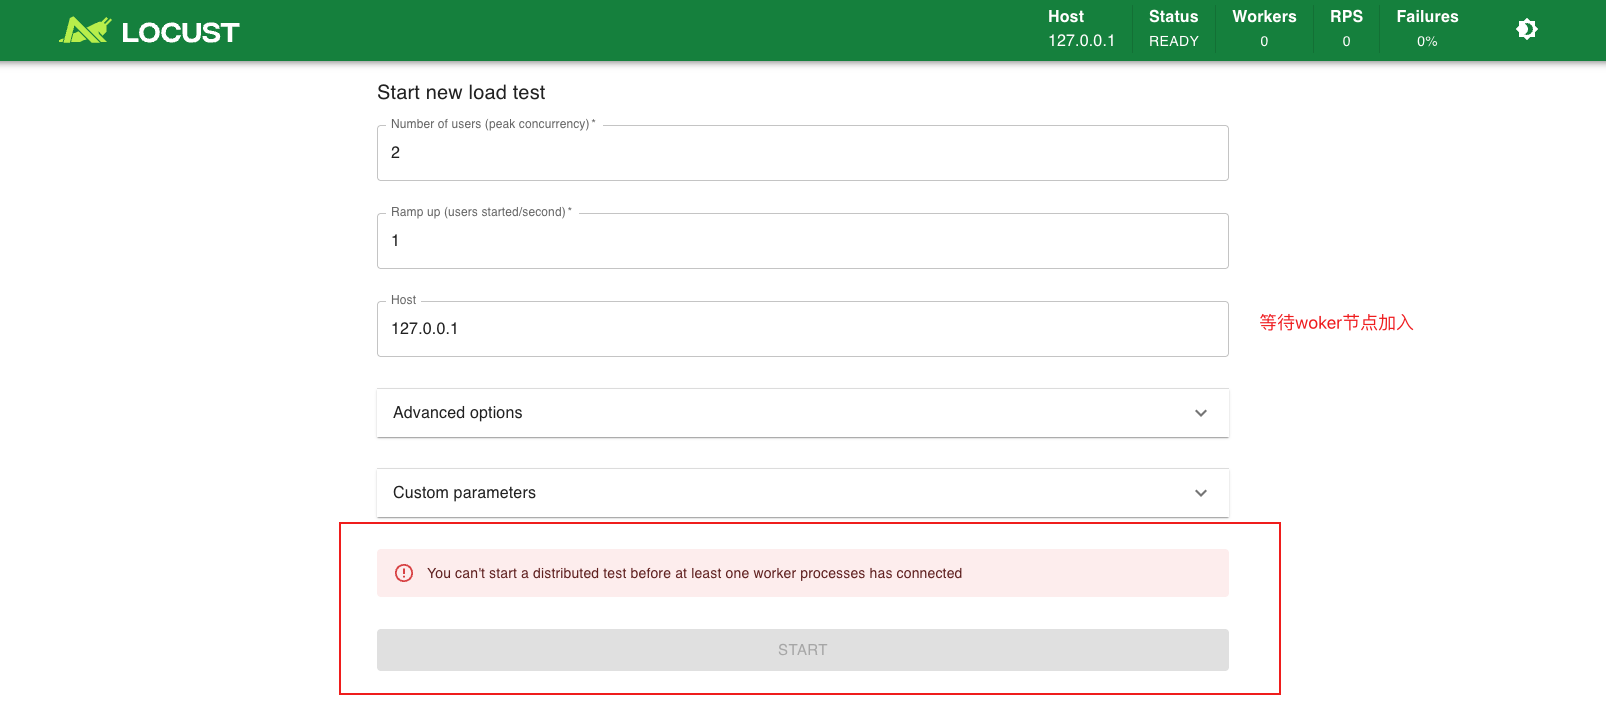 LOCUST
Host
127.0.0.1
Status
READY
Workers
0
RPS
0
Failures
0%
Start new load test
Number of users (peak concurrency) *
2
Ramp up (users started/second) *
1
Host
127.0.0.1
等待woker节点加入
Advanced options
Custom parameters
You can't start a distributed test before at least one worker processes has connected
START